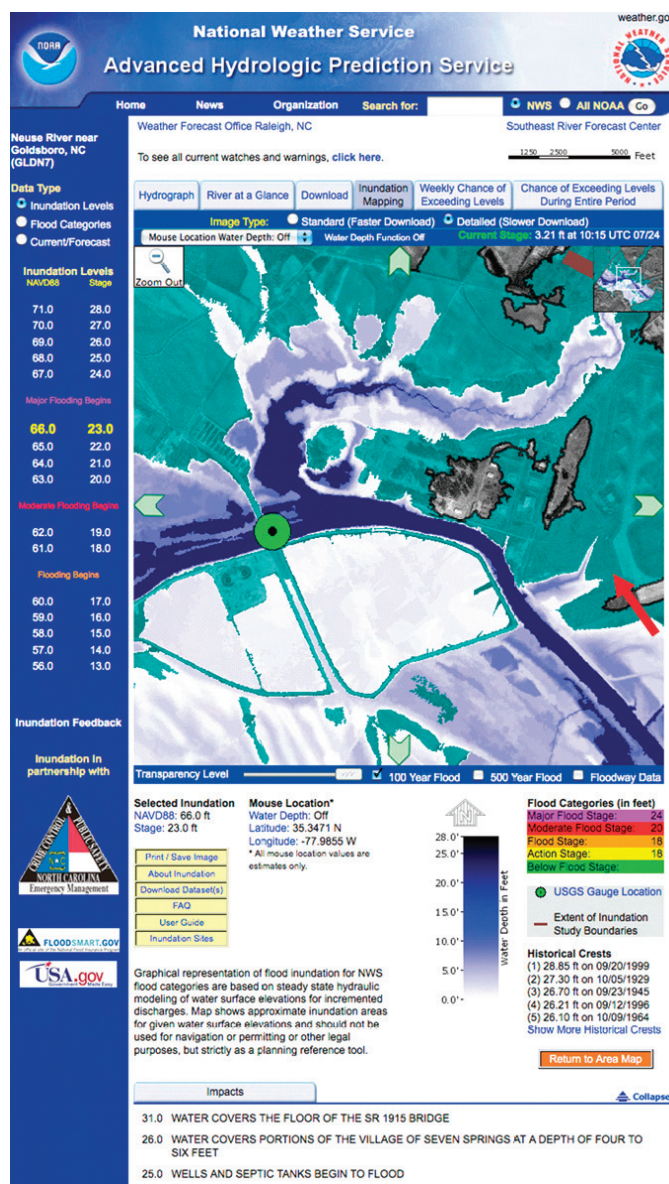 weather.go
National Weather Service
Advanced Hydrologic Prediction Service
NOAA
NATIONAL WEATHER SERVICE
Home News Organization Search for: NWS All NOAA Go
Neuse River near
Goldsboro, NC
(GLDN7)
Data Type
Inundation Levels
Flood Categories
Current/Forecast
Inundation Levels
NAVD88 Stage
71.0 28.0
70.0 27.0
69.0 26.0
68.0 25.0
67.0 24.0
Major Flooding Begins
66.0 23.0
65.0 22.0
64.0 21.0
63.0 20.0
Moderate Flooding Begins
62.0 19.0
61.0 18.0
Flooding Begins
60.0 17.0
59.0 16.0
58.0 15.0
57.0 14.0
56.0 13.0
Inundation Feedback
Inundation in
partnership with
NORTH CAROLINA
Emergency Management
FLOODSMART.GOV
USA.gov
Government Made Easy
Weather Forecast Office Raleigh, NC Southeast River Forecast Center
To see all current watches and warnings, click here.
1250 2500 5000 Feet
Hydrograph River at a Glance Download Inundation Mapping Weekly Chance of Exceeding Levels Chance of Exceeding Levels During Entire Period
Image Type: Standard (Faster Download) Detailed (Slower Download)
Mouse Location Water Depth: Off Water Depth Function Off Current Stage: 3.21 ft at 10:15 UTC 07/24
Zoom Out
Transparency Level 100 Year Flood 500 Year Flood Floodway Data
Selected Inundation
NAVD88: 66.0 ft
Stage: 23.0 ft
Mouse Location*
Water Depth: Off
Latitude: 35.3471 N
Longitude: -77.9855 W
* All mouse location values are
estimates only.
Print / Save Image
About Inundation
Download Dataset(s)
FAQ
User Guide
Inundation Sites
N
28.0'
25.0'
20.0'
15.0'
10.0'
5.0'
0.0'
Water Depth in Feet
Flood Categories (in feet)
Major Flood Stage: 24
Moderate Flood Stage: 20
Flood Stage: 18
Action Stage: 18
Below Flood Stage:
USGS Gauge Location
Extent of Inundation
Study Boundaries
Historical Crests
(1) 28.85 ft on 09/20/1999
(2) 27.30 ft on 10/05/1929
(3) 26.70 ft on 09/23/1945
(4) 26.21 ft on 09/12/1996
(5) 26.10 ft on 10/09/1964
Show More Historical Crests
Return to Area Map
Graphical representation of flood inundation for NWS
flood categories are based on steady state hydraulic
modeling of water surface elevations for incremented
discharges. Map shows approximate inundation areas
for given water surface elevations and should not be
used for navigation or permitting or other legal
purposes, but strictly as a planning reference tool.
Impacts
Collapse
31.0 WATER COVERS THE FLOOR OF THE SR 1915 BRIDGE
26.0 WATER COVERS PORTIONS OF THE VILLAGE OF SEVEN SPRINGS AT A DEPTH OF FOUR TO
SIX FEET
25.0 WELLS AND SEPTIC TANKS BEGIN TO FLOOD